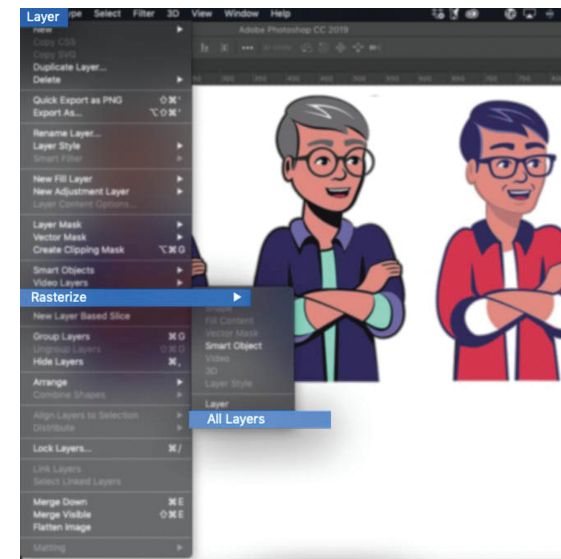 Layer Type Select Filter 3D View Window Help
Adobe Photoshop CC 2019
New
Copy CSS
Copy SVG
Duplicate Layer...
Delete
Quick Export as PNG ⇧⌘'
Export As... ⌥⇧⌘'
Rename Layer...
Layer Style
Smart Filter
New Fill Layer
New Adjustment Layer
Layer Content Options...
Layer Mask
Vector Mask
Create Clipping Mask ⌥⌘G
Smart Objects
Video Layers
Rasterize
New Layer Based Slice
Group Layers ⌘G
Ungroup Layers ⇧⌘G
Hide Layers ⌘,
Arrange
Combine Shapes
Align Layers to Selection
Distribute
Lock Layers... ⌘/
Link Layers
Select Linked Layers
Merge Down ⌘E
Merge Visible ⇧⌘E
Flatten Image
Matting
Shape
Fill Content
Vector Mask
Smart Object
Video
3D
Layer Style
Layer
All Layers